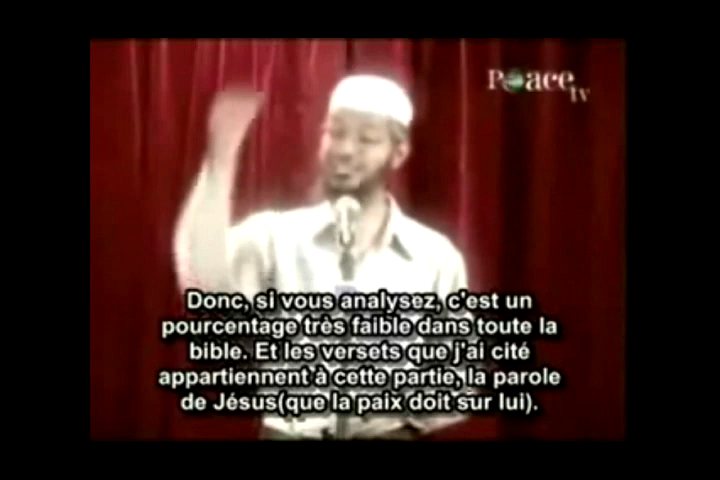 Peace
TV
Donc, si vous analysez, c'est un
pourcentage très faible dans toute la
bible. Et les versets que j'ai cité
appartiennent à cette partie, la parole
de Jésus(que la paix doit sur lui).